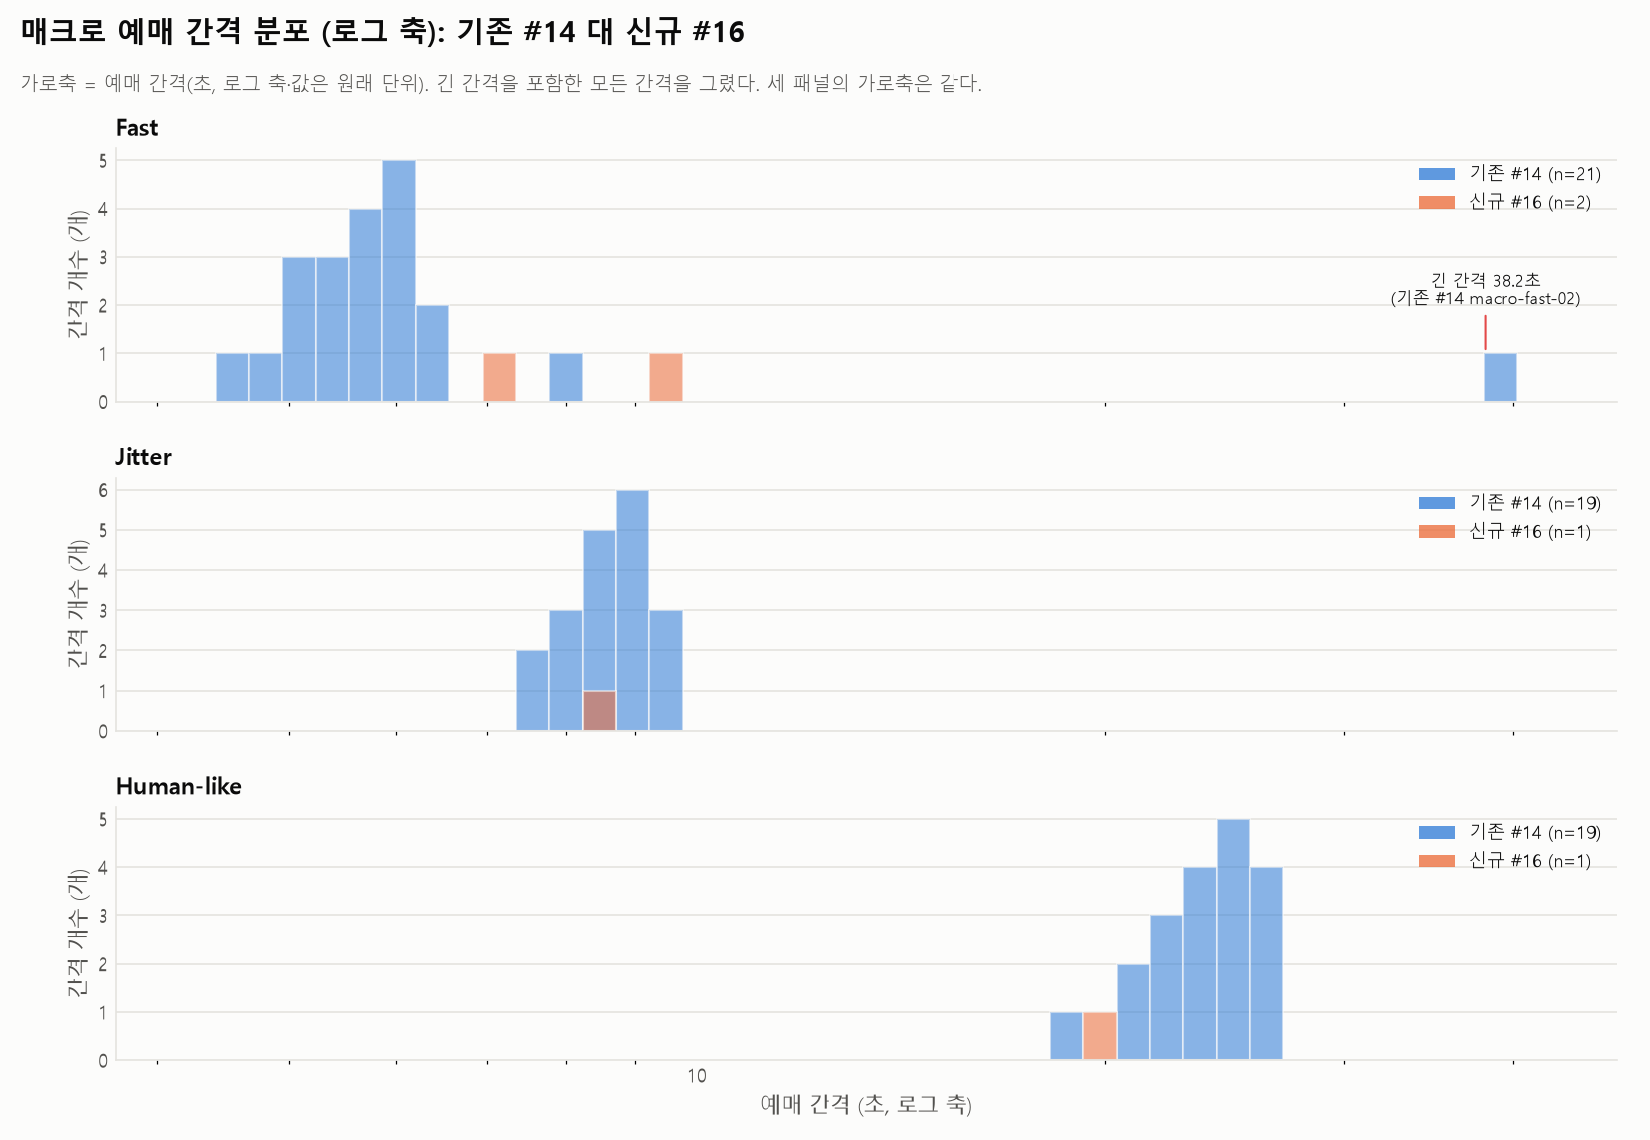 매크로 예매 간격 분포 (로그 축): 기존 #14 대 신규 #16
가로축 = 예매 간격(초, 로그 축·값은 원래 단위). 긴 간격을 포함한 모든 간격을 그렸다. 세 패널의 가로축은 같다.
Fast
간격 개수 (개)
5
4
3
2
1
0
기존 #14 (n=21)
신규 #16 (n=2)
긴 간격 38.2초
(기존 #14 macro-fast-02)
Jitter
간격 개수 (개)
6
5
4
3
2
1
0
기존 #14 (n=19)
신규 #16 (n=1)
Human-like
간격 개수 (개)
5
4
3
2
1
0
기존 #14 (n=19)
신규 #16 (n=1)
10
예매 간격 (초, 로그 축)